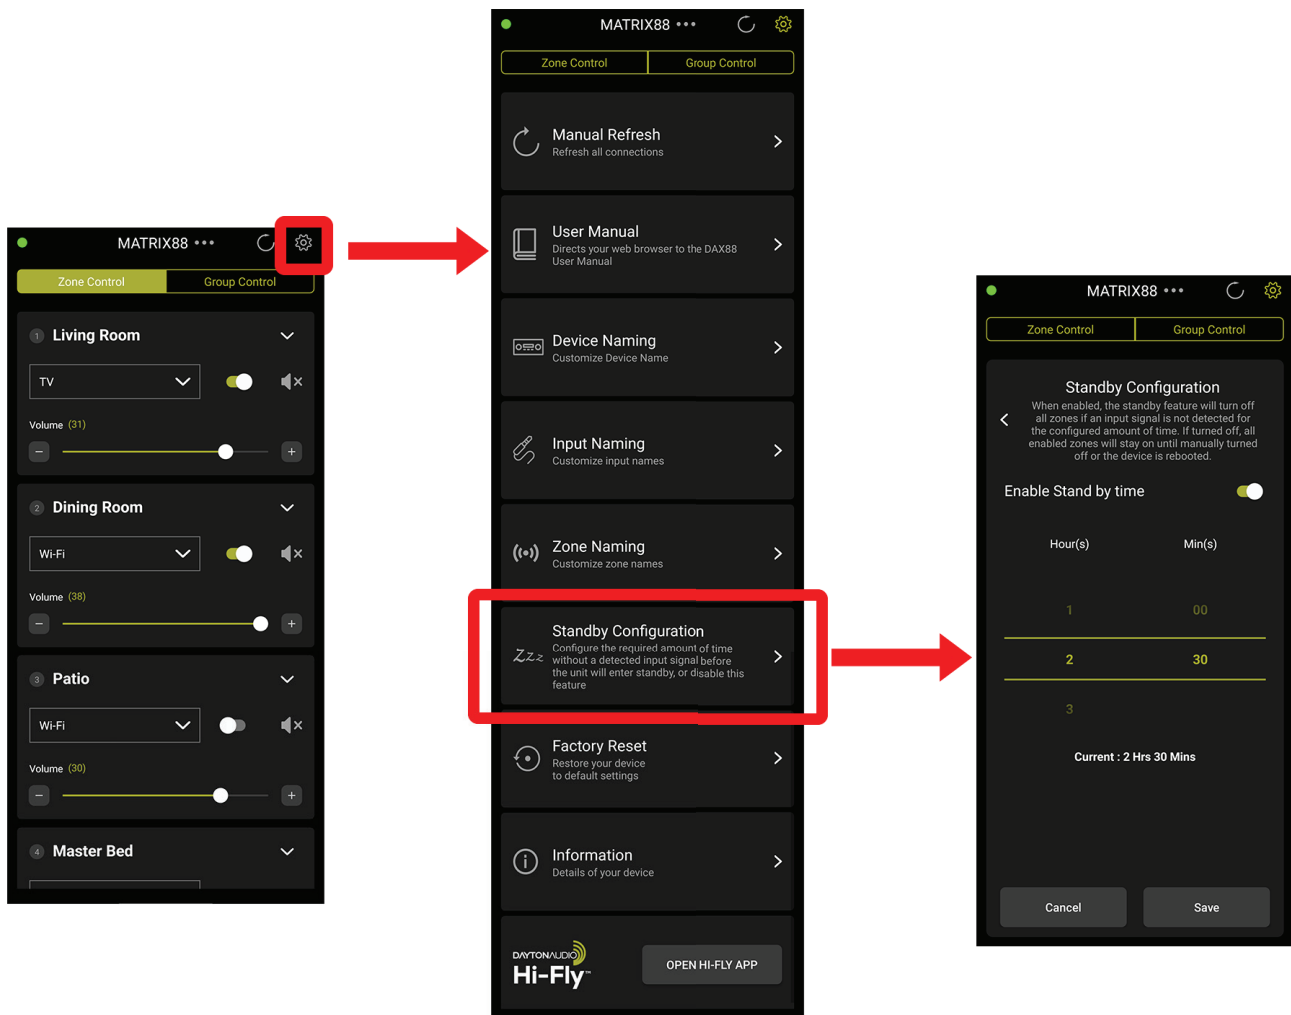 MATRIX88 •••
Zone Control
Group Control
1 Living Room
TV
Volume (31)
2 Dining Room
Wi-Fi
Volume (38)
3 Patio
Wi-Fi
Volume (30)
4 Master Bed
MATRIX88 •••
Zone Control
Group Control
Manual Refresh
Refresh all connections
User Manual
Directs your web browser to the DAX88
User Manual
Device Naming
Customize Device Name
Input Naming
Customize input names
Zone Naming
Customize zone names
Zzz
Standby Configuration
Configure the required amount of time
without a detected input signal before
the unit will enter standby, or disable this
feature
Factory Reset
Restore your device
to default settings
Information
Details of your device
DAYTONAUDIO
Hi-Fly™
OPEN HI-FLY APP
MATRIX88 •••
Zone Control
Group Control
Standby Configuration
When enabled, the standby feature will turn off
all zones if an input signal is not detected for
the configured amount of time. If turned off, all
enabled zones will stay on until manually turned
off or the device is rebooted.
Enable Stand by time
Hour(s)
Min(s)
1
00
2
30
3
Current : 2 Hrs 30 Mins
Cancel
Save